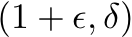 (1 + ϵ, δ)